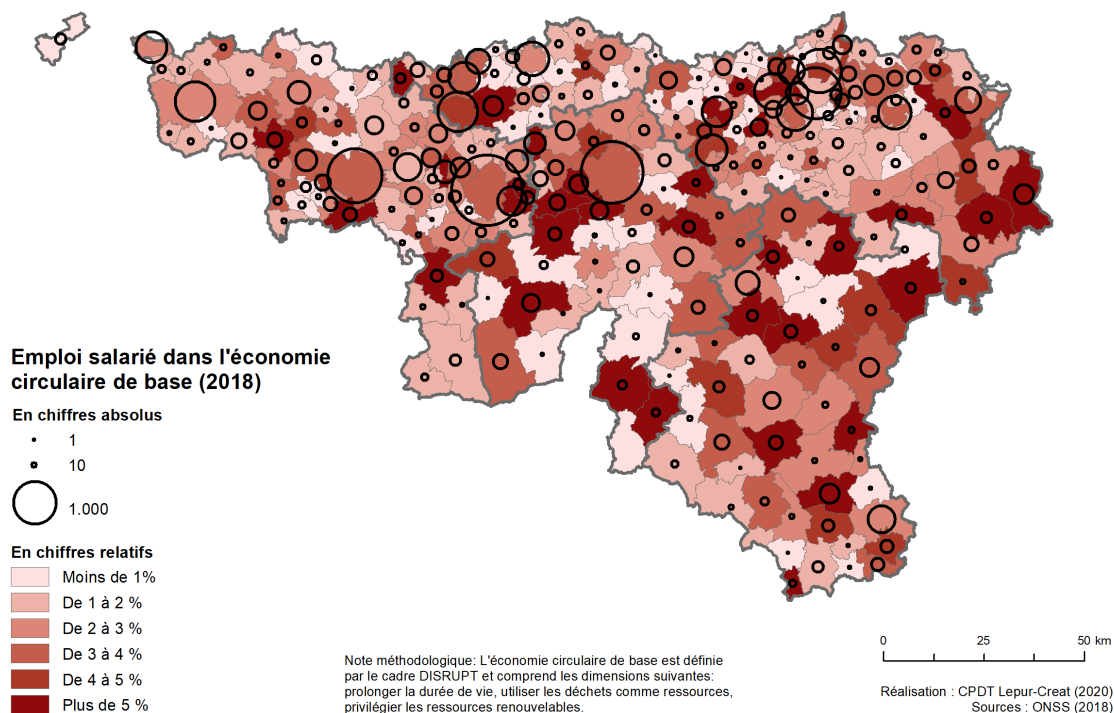 Emploi salarié dans l'économie
circulaire de base (2018)
En chiffres absolus
1
10
1.000
En chiffres relatifs
Moins de 1%
De 1 à 2 %
De 2 à 3 %
De 3 à 4 %
De 4 à 5 %
Plus de 5 %
Note méthodologique: L'économie circulaire de base est définie
par le cadre DISRUPT et comprend les dimensions suivantes:
prolonger la durée de vie, utiliser les déchets comme ressources,
privilégier les ressources renouvelables.
0 25 50 km
Réalisation : CPDT Lepur-Creat (2020)
Sources : ONSS (2018)